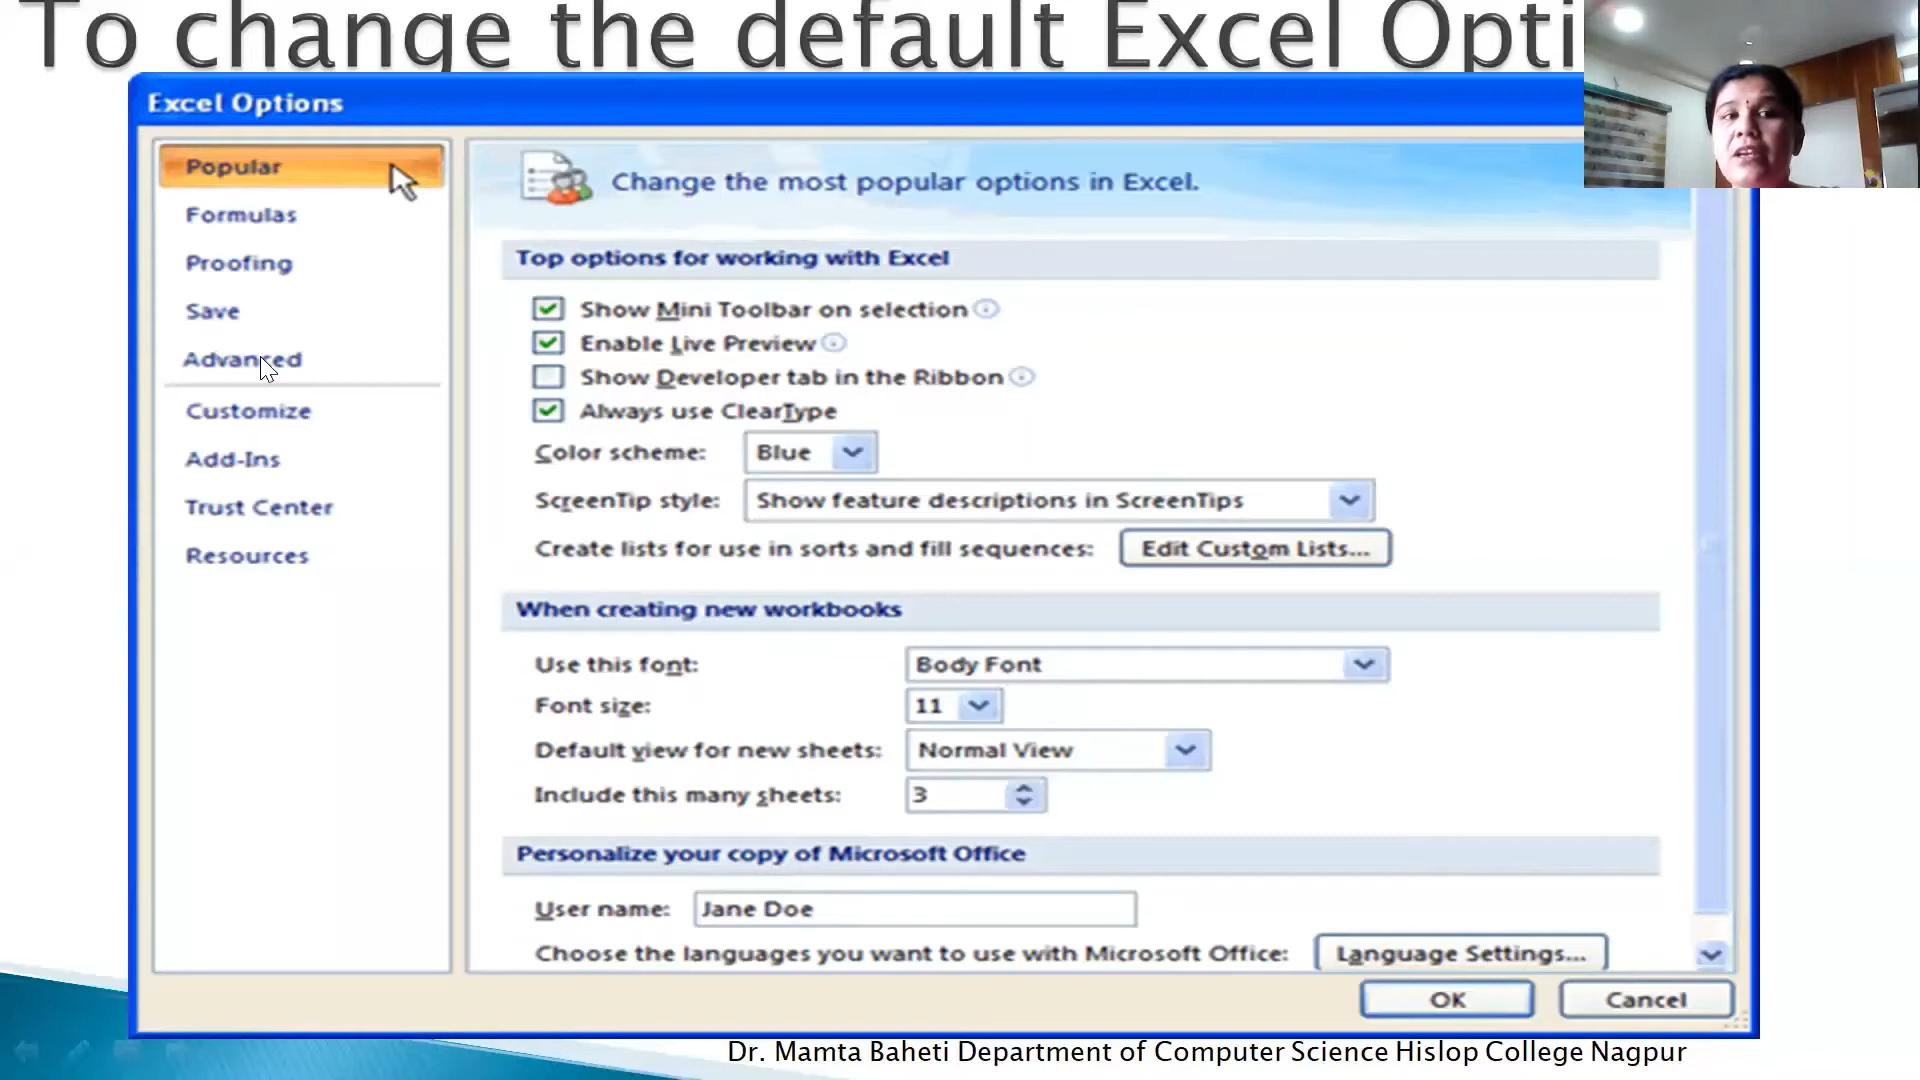 To change the default Excel Opti
Excel Options
Popular
Formulas
Proofing
Save
Advanced
Customize
Add-Ins
Trust Center
Resources
Change the most popular options in Excel.
Top options for working with Excel
Show Mini Toolbar on selection
Enable Live Preview
Show Developer tab in the Ribbon
Always use ClearType
Color scheme: Blue
ScreenTip style: Show feature descriptions in ScreenTips
Create lists for use in sorts and fill sequences: Edit Custom Lists...
When creating new workbooks
Use this font: Body Font
Font size: 11
Default view for new sheets: Normal View
Include this many sheets: 3
Personalize your copy of Microsoft Office
User name: Jane Doe
Choose the languages you want to use with Microsoft Office: Language Settings...
OK Cancel
Dr. Mamta Baheti Department of Computer Science Hislop College Nagpur